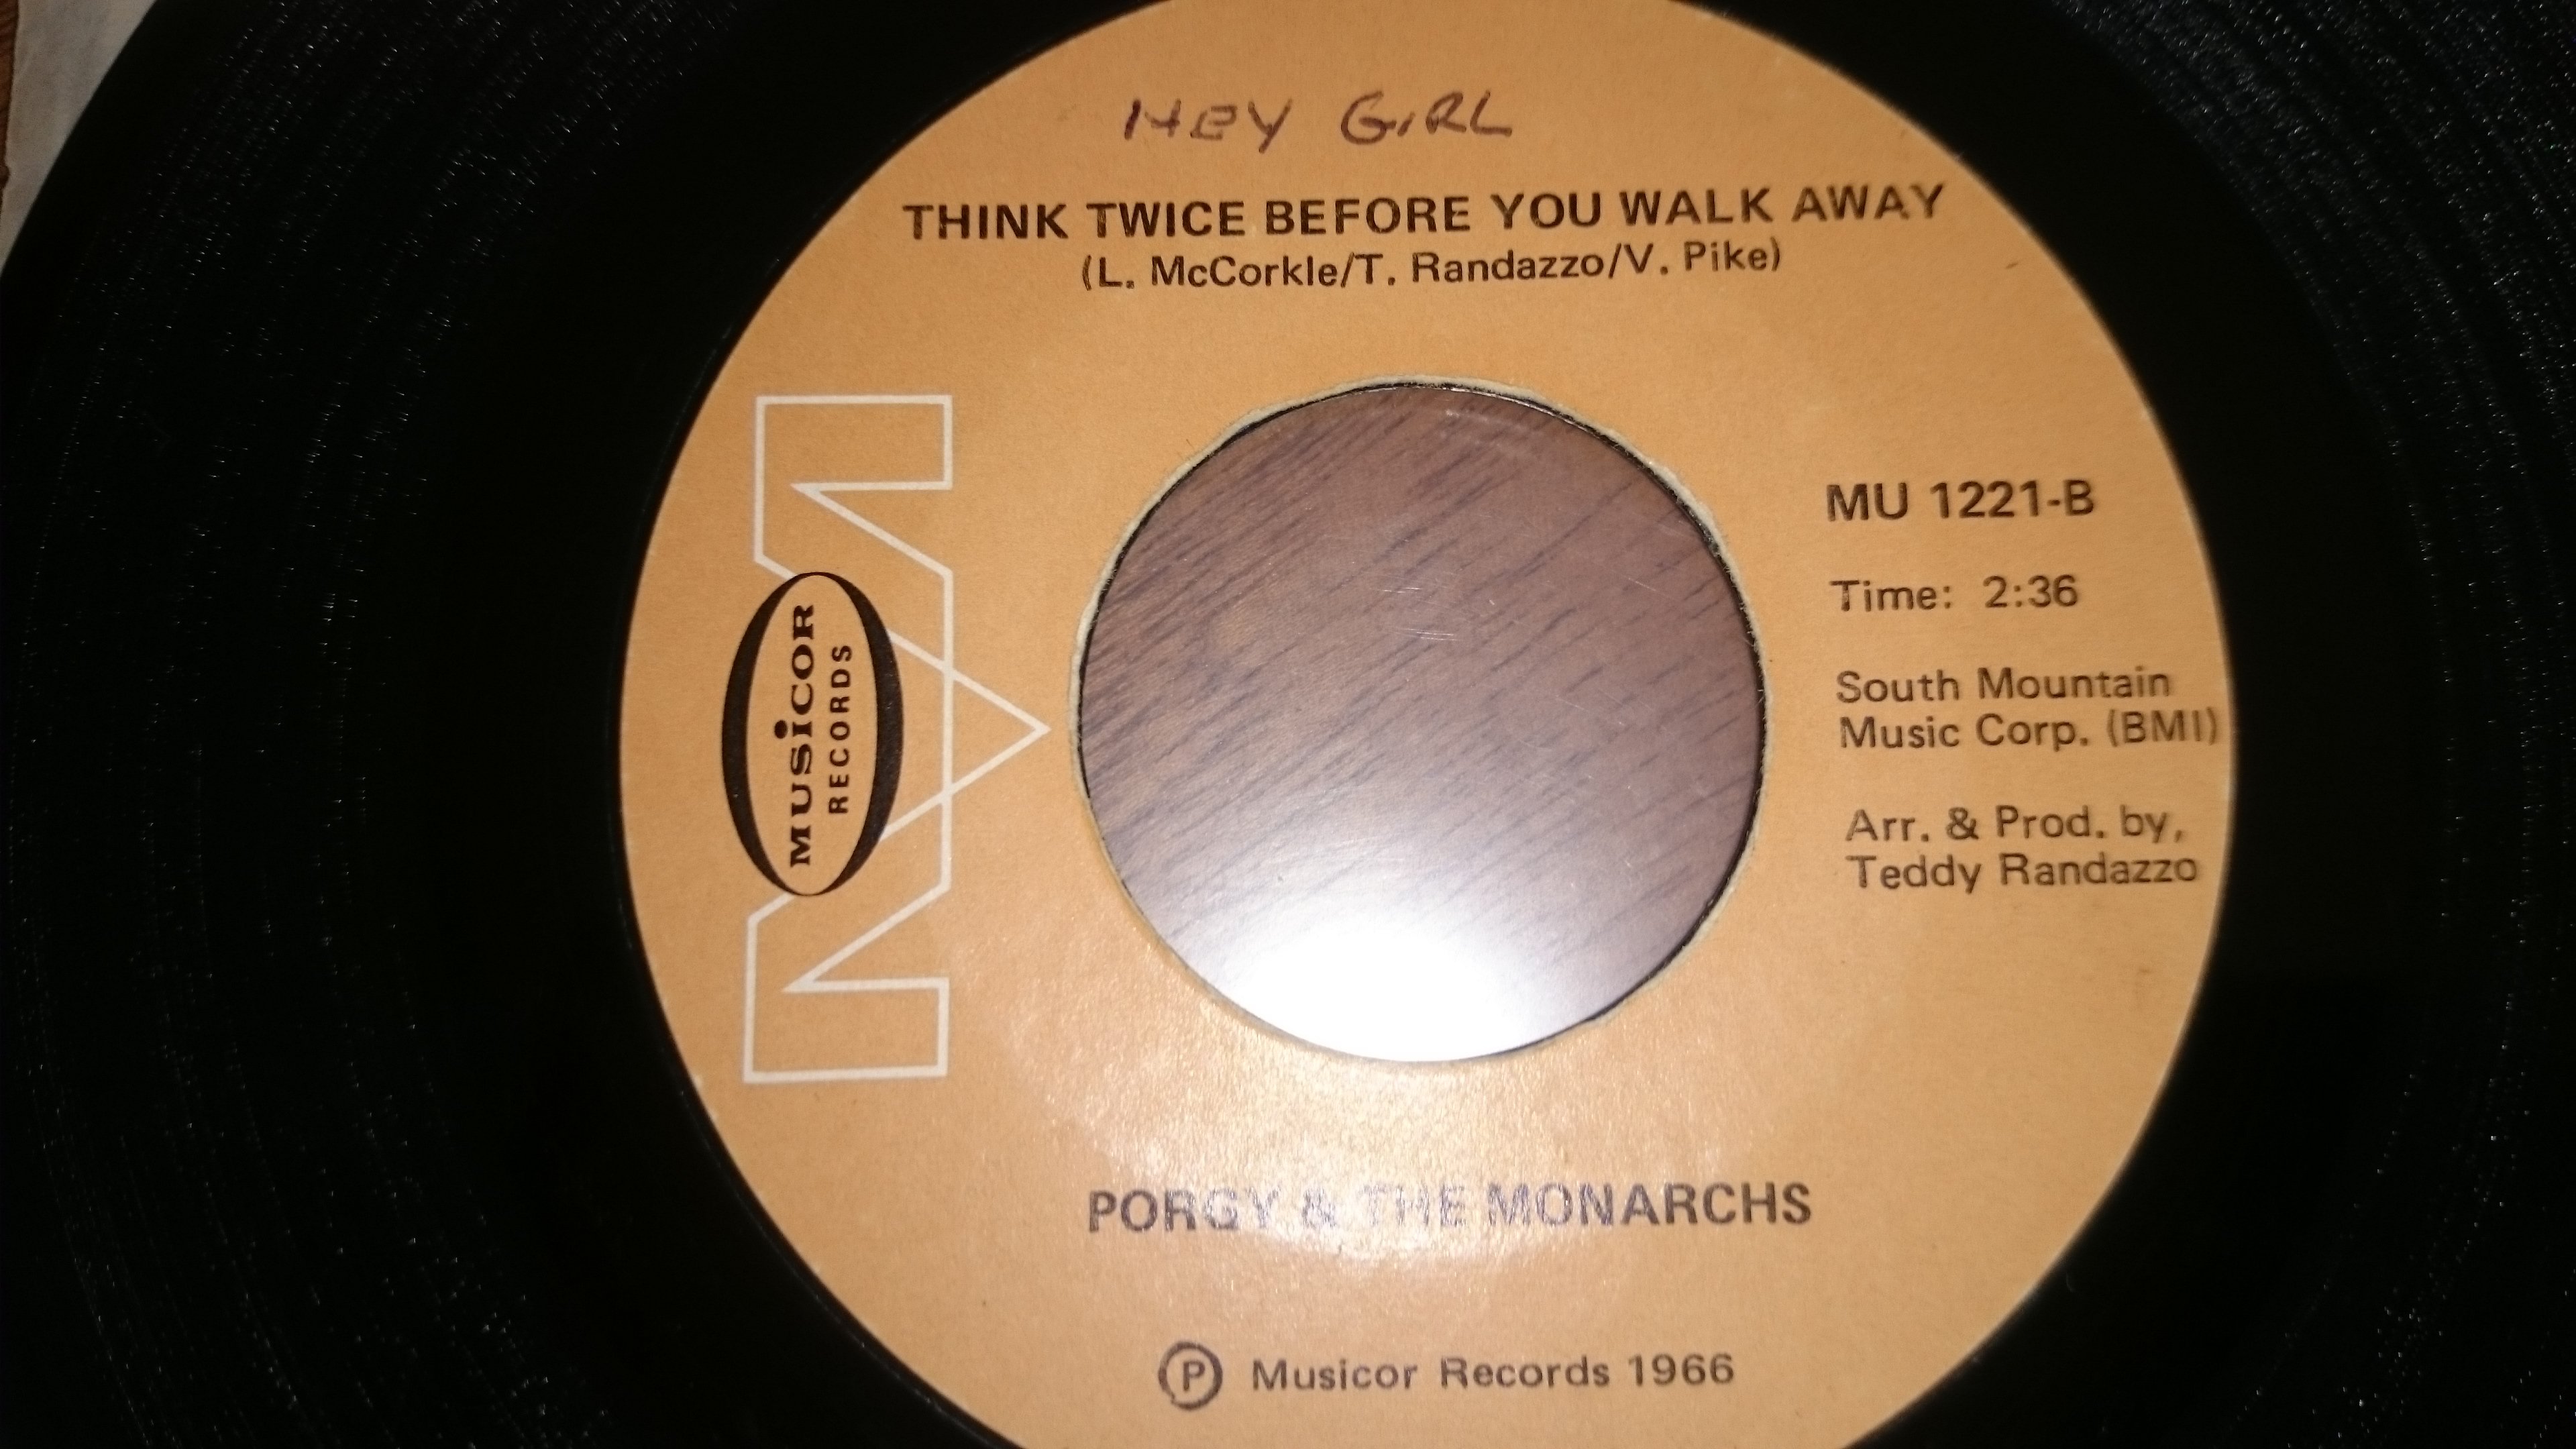 HEY GiRL
THINK TWICE BEFORE YOU WALK AWAY
(L. McCorkle/T. Randazzo/V. Pike)
MUSICOR
RECORDS
MU 1221-B
Time: 2:36
South Mountain
Music Corp. (BMI)
Arr. & Prod. by,
Teddy Randazzo
PORGY & THE MONARCHS
Ⓟ Musicor Records 1966